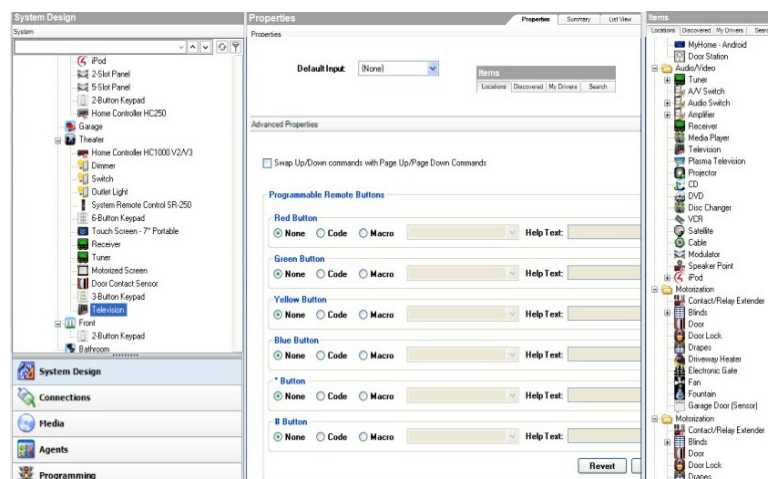 System Design
System
iPod
2-Slot Panel
5-Slot Panel
2-Button Keypad
Home Controller HC250
Garage
Theater
Home Controller HC1000 V2/V3
Dimmer
Switch
Outlet Light
System Remote Control SR-250
6-Button Keypad
Touch Screen - 7" Portable
Receiver
Tuner
Motorized Screen
Door Contact Sensor
3-Button Keypad
Television
Front
2-Button Keypad
Bathroom
System Design
Connections
Media
Agents
Programming
Properties
Properties Summary List View
Properties
Default Input: (None)
Items
Locations Discovered My Drivers Search
Advanced Properties
Swap Up/Down commands with Page Up/Page Down Commands
Programmable Remote Buttons
Red Button
None Code Macro Help Text:
Green Button
None Code Macro Help Text:
Yellow Button
None Code Macro Help Text:
Blue Button
None Code Macro Help Text:
* Button
None Code Macro Help Text:
# Button
None Code Macro Help Text:
Revert
Items
Locations Discovered My Drivers Searc
MyHome - Android
Door Station
Audio/Video
Tuner
A/V Switch
Audio Switch
Amplifier
Receiver
Media Player
Television
Plasma Television
Projector
CD
DVD
Disc Changer
VCR
Satellite
Cable
Modulator
Speaker Point
iPod
Motorization
Contact/Relay Extender
Blinds
Door
Door Lock
Drapes
Driveway Heater
Electronic Gate
Fan
Fountain
Garage Door (Sensor)
Motorization
Contact/Relay Extender
Blinds
Door
Door Lock
Drapes